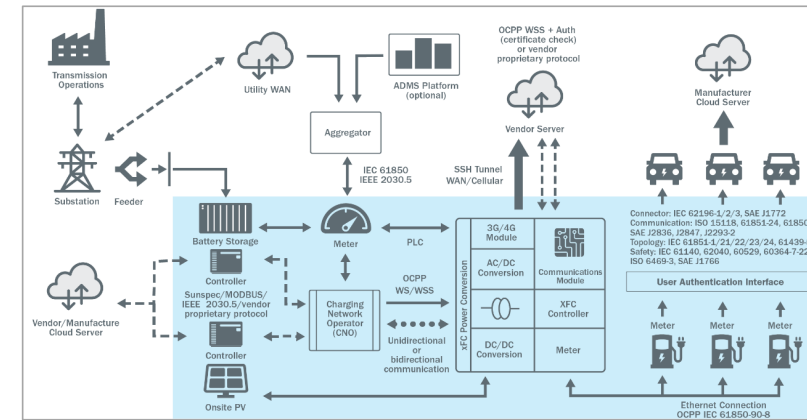 Transmission
Operations
Utility WAN
ADMS Platform
(optional)
OCPP WSS + Auth
(certificate check)
or vendor
proprietary protocol
Vendor Server
Manufacturer
Cloud Server
Aggregator
IEC 61850
IEEE 2030.5
SSH Tunnel
WAN/Cellular
Substation
Feeder
Battery Storage
Meter
PLC
3G/4G
Module
AC/DC
Conversion
Communications
Module
xFC Power Conversion
XFC
Controller
DC/DC
Conversion
Meter
Connector: IEC 62196-1/2/3, SAE J1772
Communication: ISO 15118, 61851-24, 61850
SAE J2836, J2847, J2293-2
Topology: IEC 61851-1/21/22/23/24, 61439-
Safety: IEC 61140, 62040, 60529, 60364-7-22
ISO 6469-3, SAE J1766
User Authentication Interface
Controller
Sunspec/MODBUS/
IEEE 2030.5/vendor
proprietary protocol
Controller
Vendor/Manufacture
Cloud Server
Charging
Network
Operator
(CNO)
OCPP
WS/WSS
Unidirectional
or
bidirectional
communication
Onsite PV
Meter
Meter
Meter
Ethernet Connection
OCPP IEC 61850-90-8